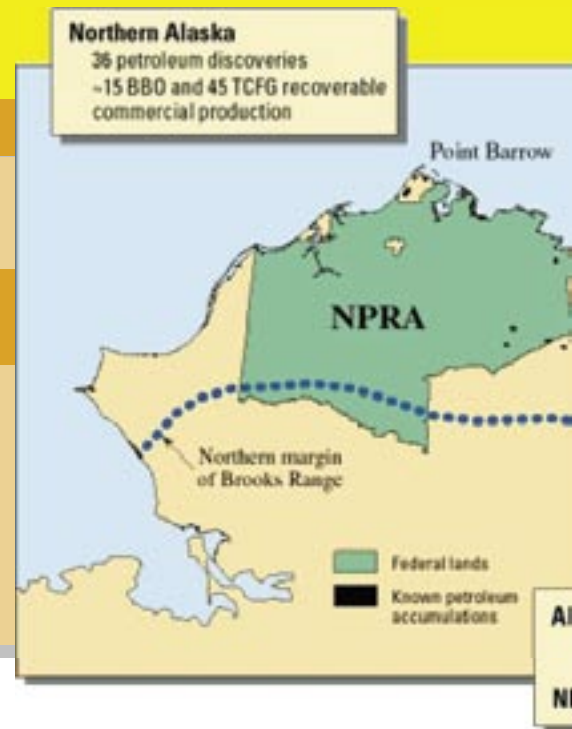 Northern Alaska
36 petroleum discoveries
~15 BBO and 45 TCFG recoverable
commercial production
Point Barrow
NPRA
Northern margin
of Brooks Range
Federal lands
Known petroleum
accumulations